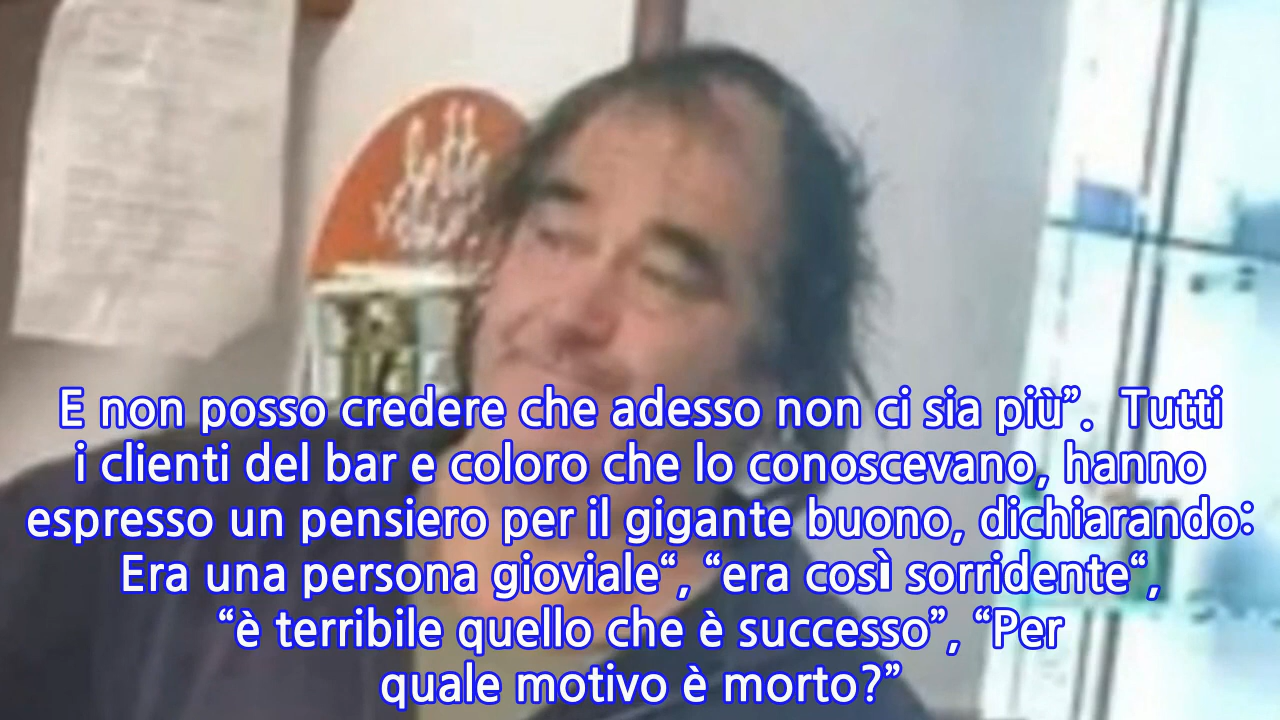 E non posso credere che adesso non ci sia più”. Tutti
i clienti del bar e coloro che lo conoscevano, hanno
espresso un pensiero per il gigante buono, dichiarando:
Era una persona gioviale“, “era così sorridente“,
“è terribile quello che è successo”, “Per
quale motivo è morto?”